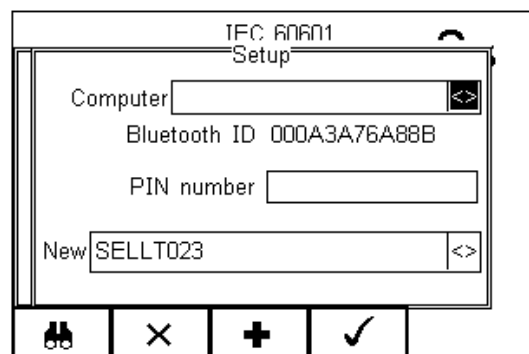 IEC 60601
Setup
Computer <>
Bluetooth ID 000A3A76A88B
PIN number
New SELLT023 <>